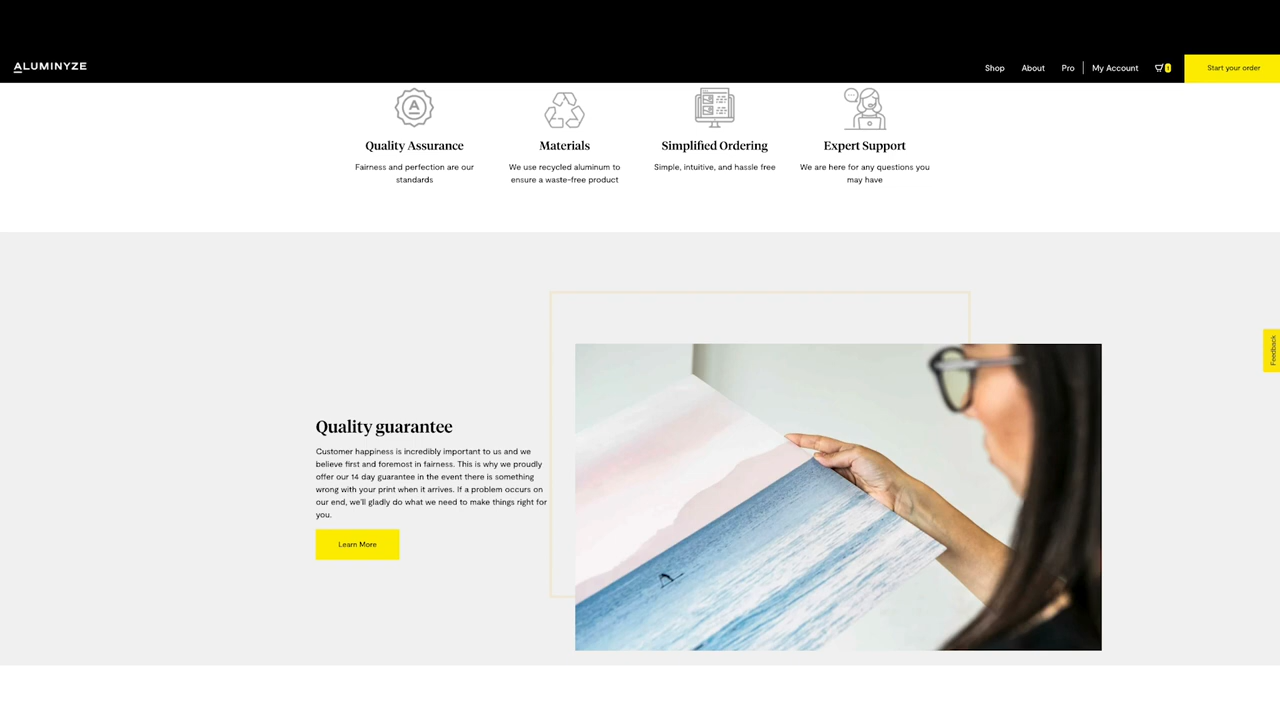 ALUMINYZE
Shop About Pro My Account 1 Start your order
Quality Assurance
Fairness and perfection are our
standards
Materials
We use recycled aluminum to
ensure a waste-free product
Simplified Ordering
Simple, intuitive, and hassle free
Expert Support
We are here for any questions you
may have
Feedback
Quality guarantee
Customer happiness is incredibly important to us and we
believe first and foremost in fairness. This is why we proudly
offer our 14 day guarantee in the event there is something
wrong with your print when it arrives. If a problem occurs on
our end, we'll gladly do what we need to make things right for
you.
Learn More